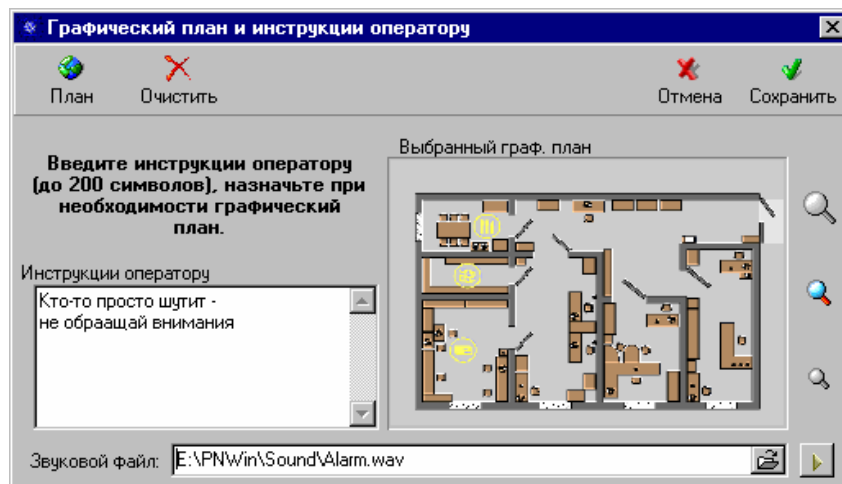 Графический план и инструкции оператору
План
Очистить
Отмена
Сохранить
Введите инструкции оператору
(до 200 символов), назначьте при
необходимости графический
план.
Выбранный граф. план
Инструкции оператору
Кто-то просто шутит -
не обраащай внимания
Звуковой файл:
E:\PNWin\Sound\Alarm.wav